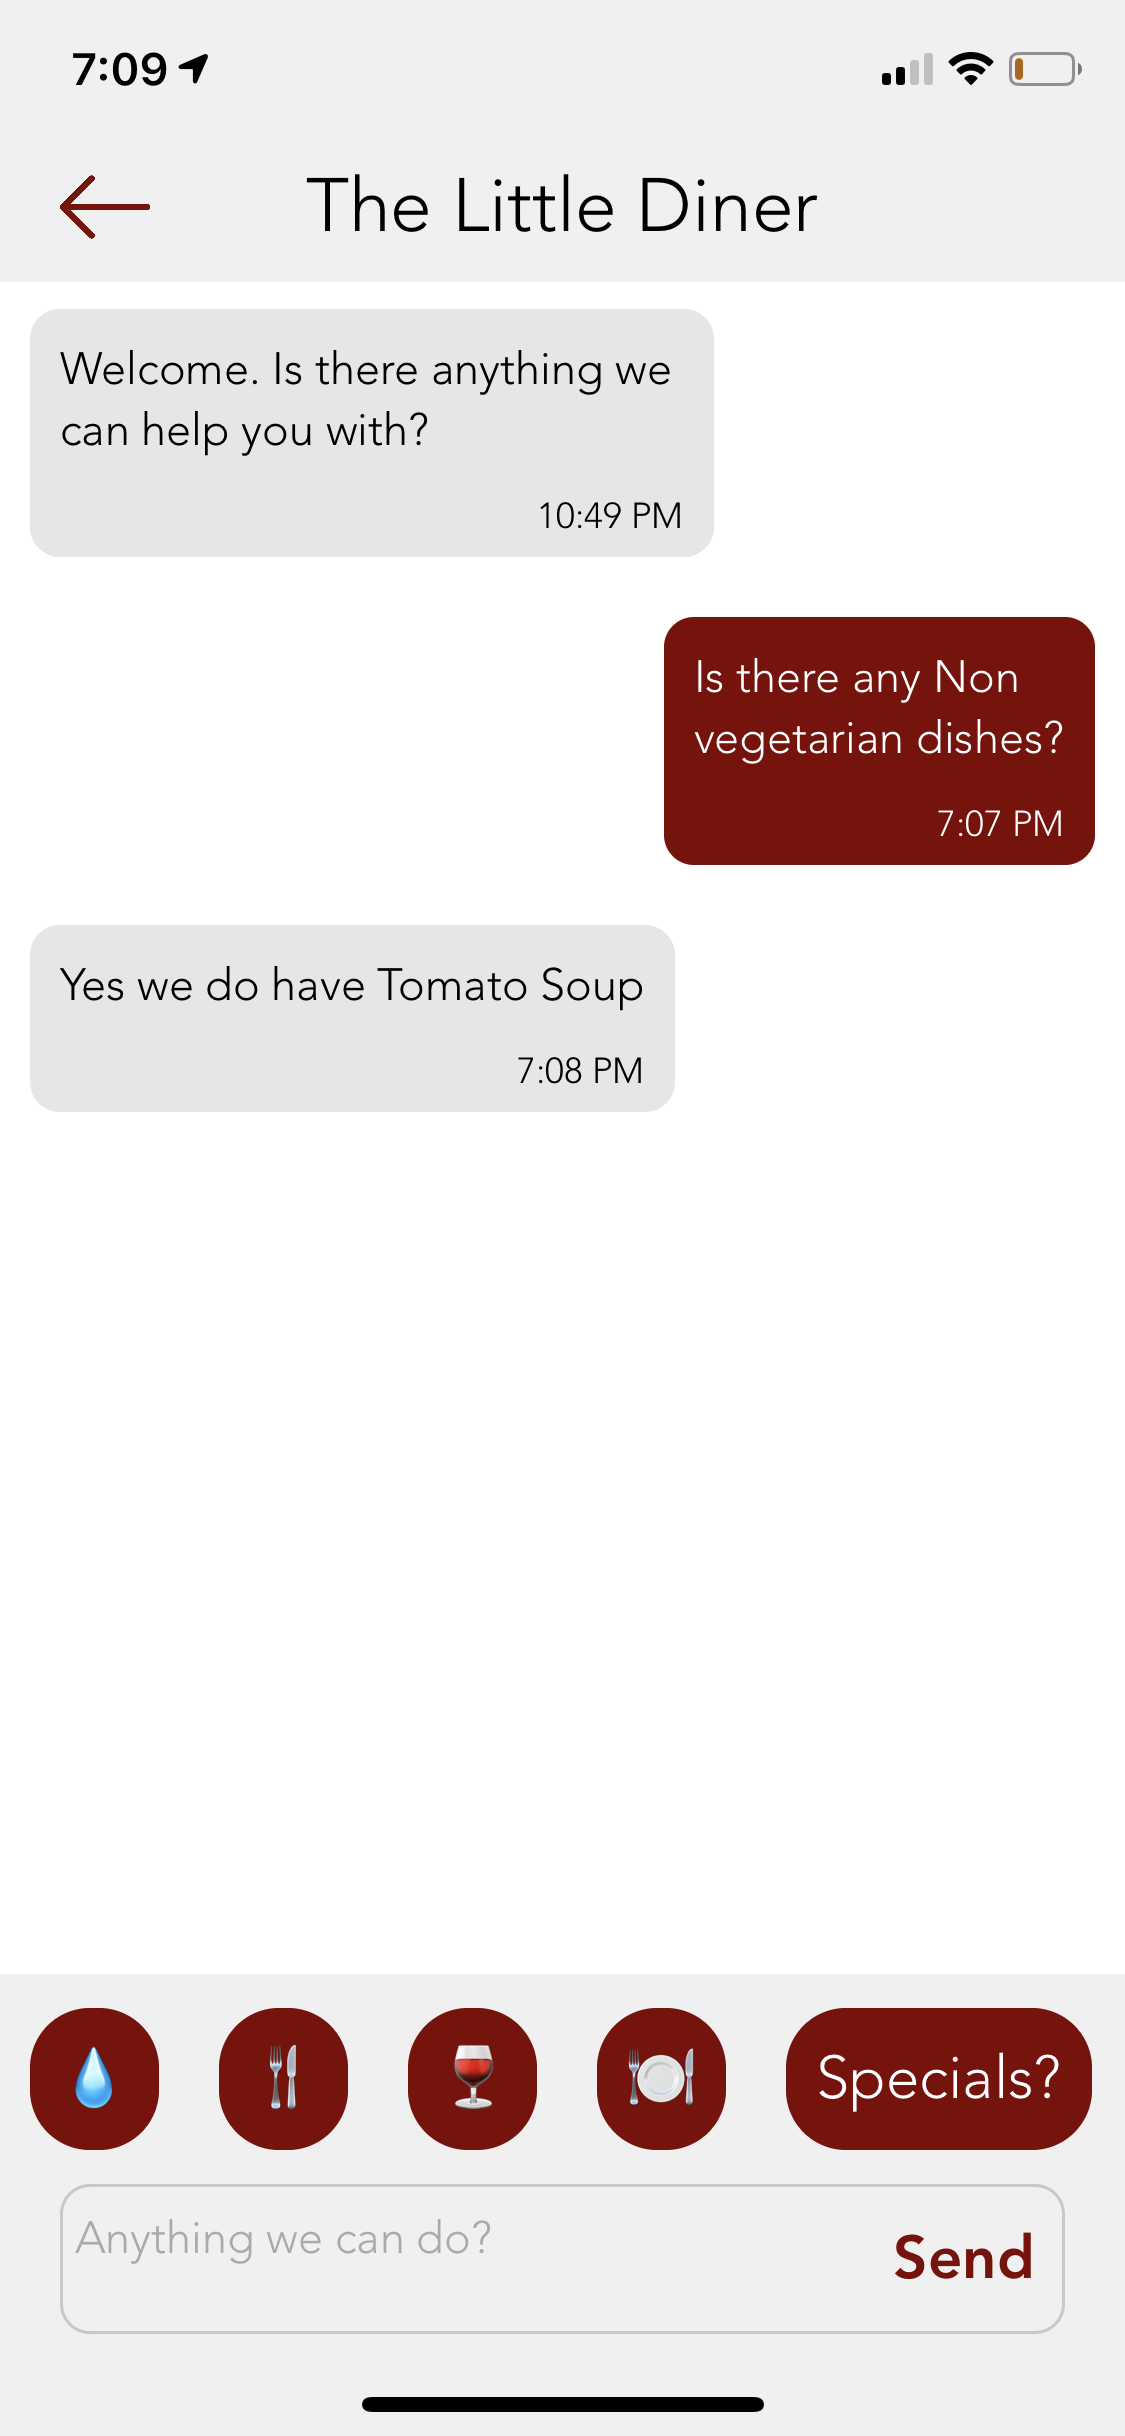 7:09
The Little Diner
Welcome. Is there anything we
can help you with?
10:49 PM
Is there any Non
vegetarian dishes?
7:07 PM
Yes we do have Tomato Soup
7:08 PM
Specials?
Anything we can do?
Send